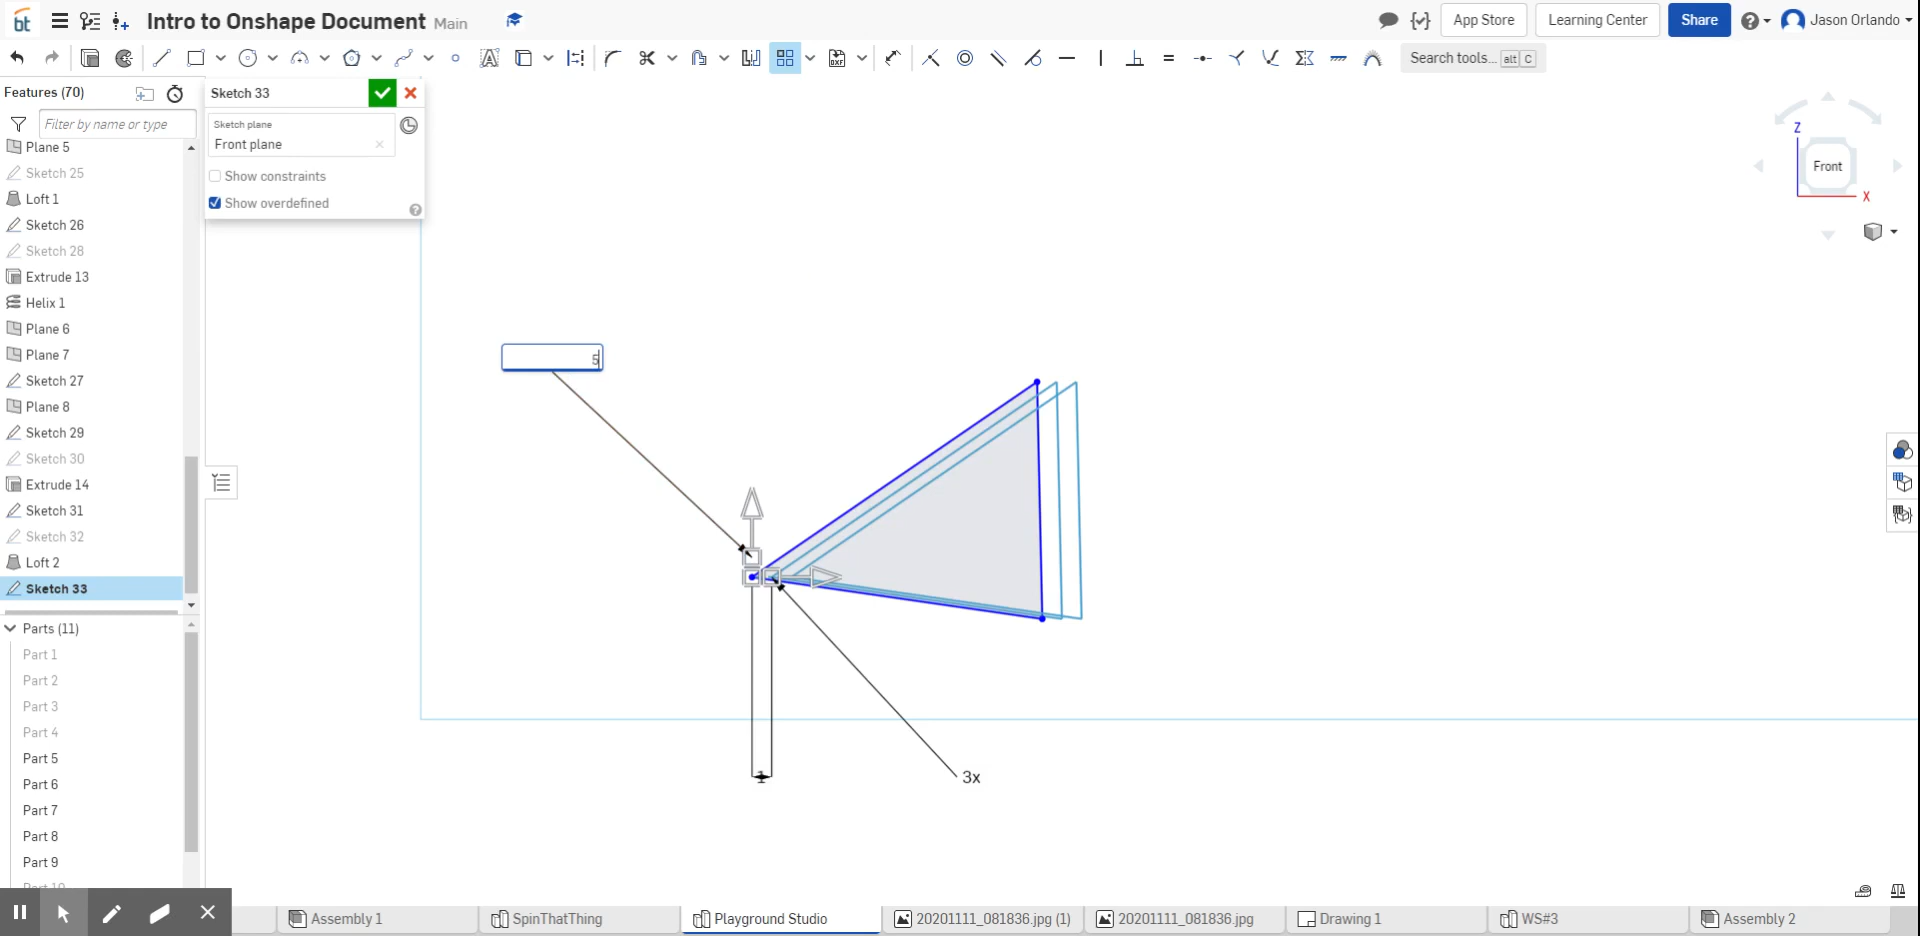 bt Intro to Onshape Document Main App Store Learning Center Share Jason Orlando
Search tools... alt C
Features (70)
Filter by name or type
Plane 5
Sketch 25
Loft 1
Sketch 26
Sketch 28
Extrude 13
Helix 1
Plane 6
Plane 7
Sketch 27
Plane 8
Sketch 29
Sketch 30
Extrude 14
Sketch 31
Sketch 32
Loft 2
Sketch 33
Parts (11)
Part 1
Part 2
Part 3
Part 4
Part 5
Part 6
Part 7
Part 8
Part 9
Part 10
Sketch 33
Sketch plane
Front plane
Show constraints
Show overdefined
5
1
3x
Z
Front
X
Assembly 1 SpinThatThing Playground Studio 20201111_081836.jpg (1) 20201111_081836.jpg Drawing 1 WS#3 Assembly 2